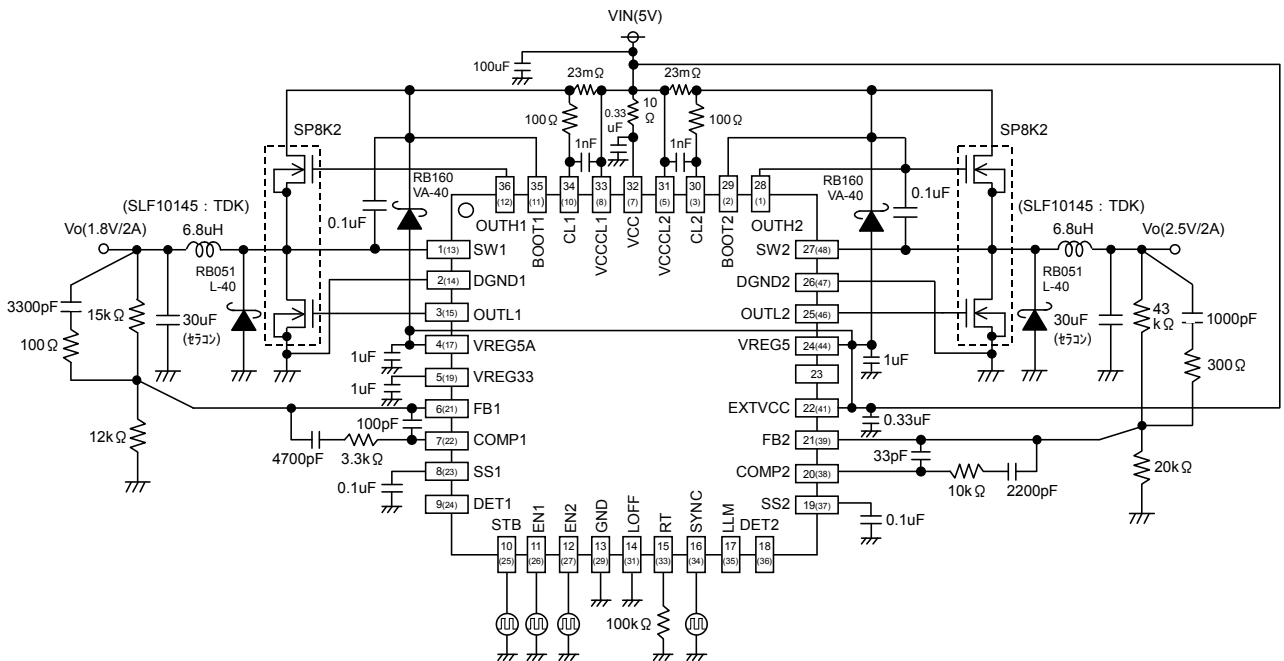 VIN(5V)
100uF
23mΩ
23mΩ
100Ω
0.33
uF
10
Ω
100Ω
1nF
1nF
SP8K2
SP8K2
RB160
VA-40
RB160
VA-40
0.1uF
0.1uF
36
(12)
35
(11)
34
(10)
33
(8)
32
(7)
31
(5)
30
(3)
29
(2)
28
(1)
OUTH1
BOOT1
CL1
VCCCL1
VCC
VCCCL2
CL2
BOOT2
OUTH2
(SLF10145 : TDK)
(SLF10145 : TDK)
Vo(1.8V/2A)
6.8uH
6.8uH
Vo(2.5V/2A)
1(13) SW1
SW2 27(48)
2(14) DGND1
DGND2 26(47)
3(15) OUTL1
OUTL2 25(46)
4(17) VREG5A
VREG5 24(44)
5(19) VREG33
23
6(21) FB1
EXTVCC 22(41)
7(22) COMP1
FB2 21(39)
8(23) SS1
COMP2 20(38)
9(24) DET1
SS2 19(37)
RB051
L-40
RB051
L-40
3300pF
15kΩ
30uF
(セラコン)
100Ω
30uF
(セラコン)
43
kΩ
1000pF
300Ω
1uF
1uF
1uF
0.33uF
12kΩ
100pF
4700pF
3.3kΩ
0.1uF
33pF
10kΩ
2200pF
20kΩ
0.1uF
STB
EN1
EN2
GND
LOFF
RT
SYNC
LLM
DET2
10
(25)
11
(26)
12
(27)
13
(29)
14
(31)
15
(33)
16
(34)
17
(35)
18
(36)
100kΩ